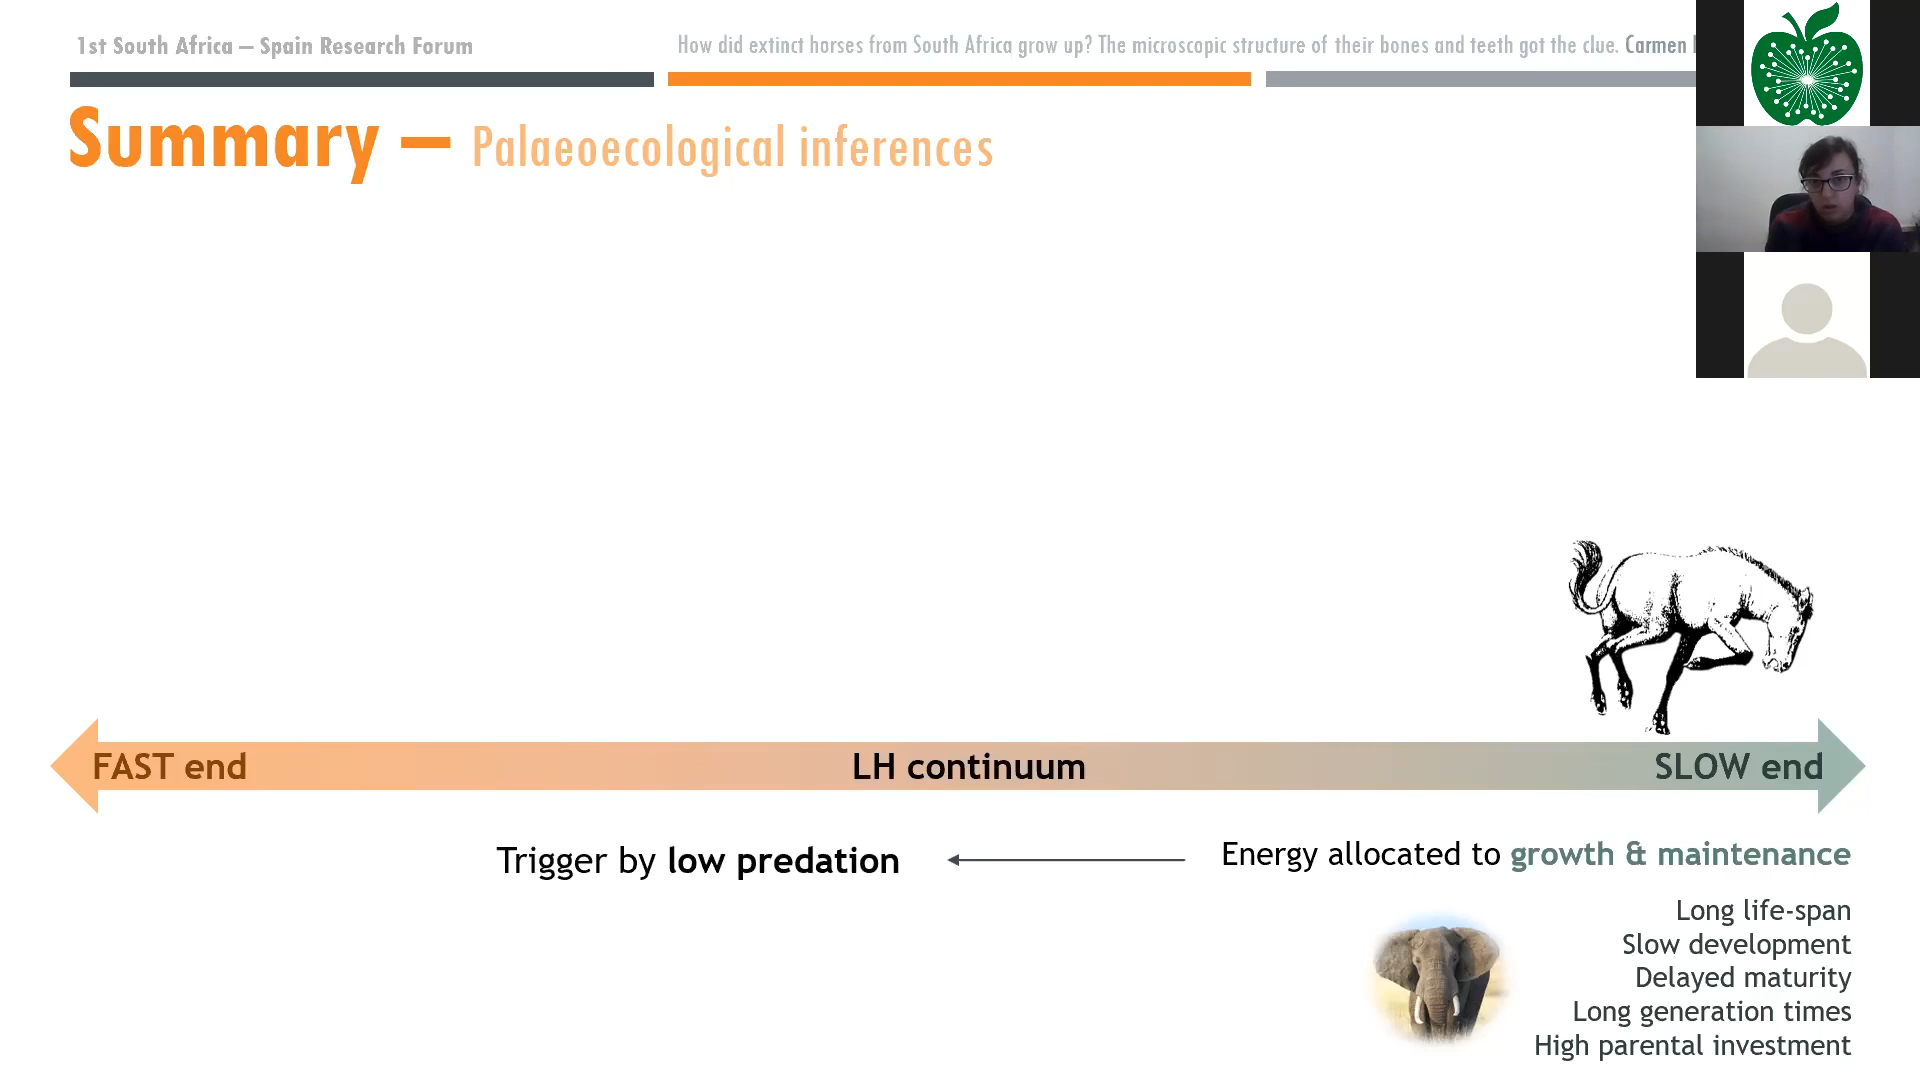 1st South Africa – Spain Research Forum
How did extinct horses from South Africa grow up? The microscopic structure of their bones and teeth got the clue. Carmen
Summary – Palaeoecological inferences
FAST end
LH continuum
SLOW end
Trigger by low predation
Energy allocated to growth & maintenance
Long life-span
Slow development
Delayed maturity
Long generation times
High parental investment